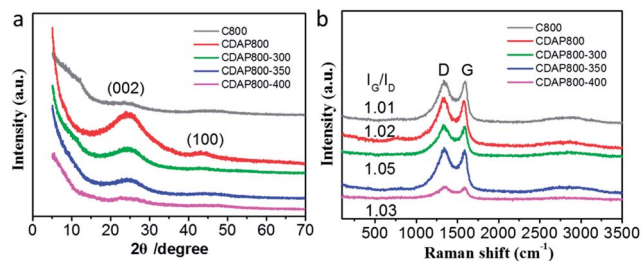 a
C800
CDAP800
CDAP800-300
CDAP800-350
CDAP800-400
(002)
(100)
Intensity (a.u.)
0 10 20 30 40 50 60 70
2θ /degree
b
C800
CDAP800
CDAP800-300
CDAP800-350
CDAP800-400
IG/ID
D G
1.01
1.02
1.05
1.03
Intensity (a.u.)
500 1000 1500 2000 2500 3000 3500
Raman shift (cm-1)